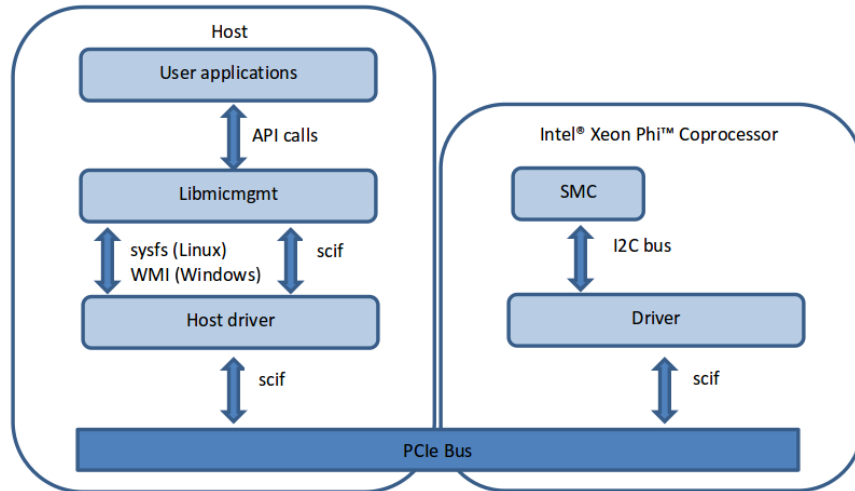 Host
User applications
API calls
Libmicmgmt
sysfs (Linux)
WMI (Windows)
scif
Host driver
scif
Intel® Xeon Phi™ Coprocessor
SMC
I2C bus
Driver
scif
PCIe Bus